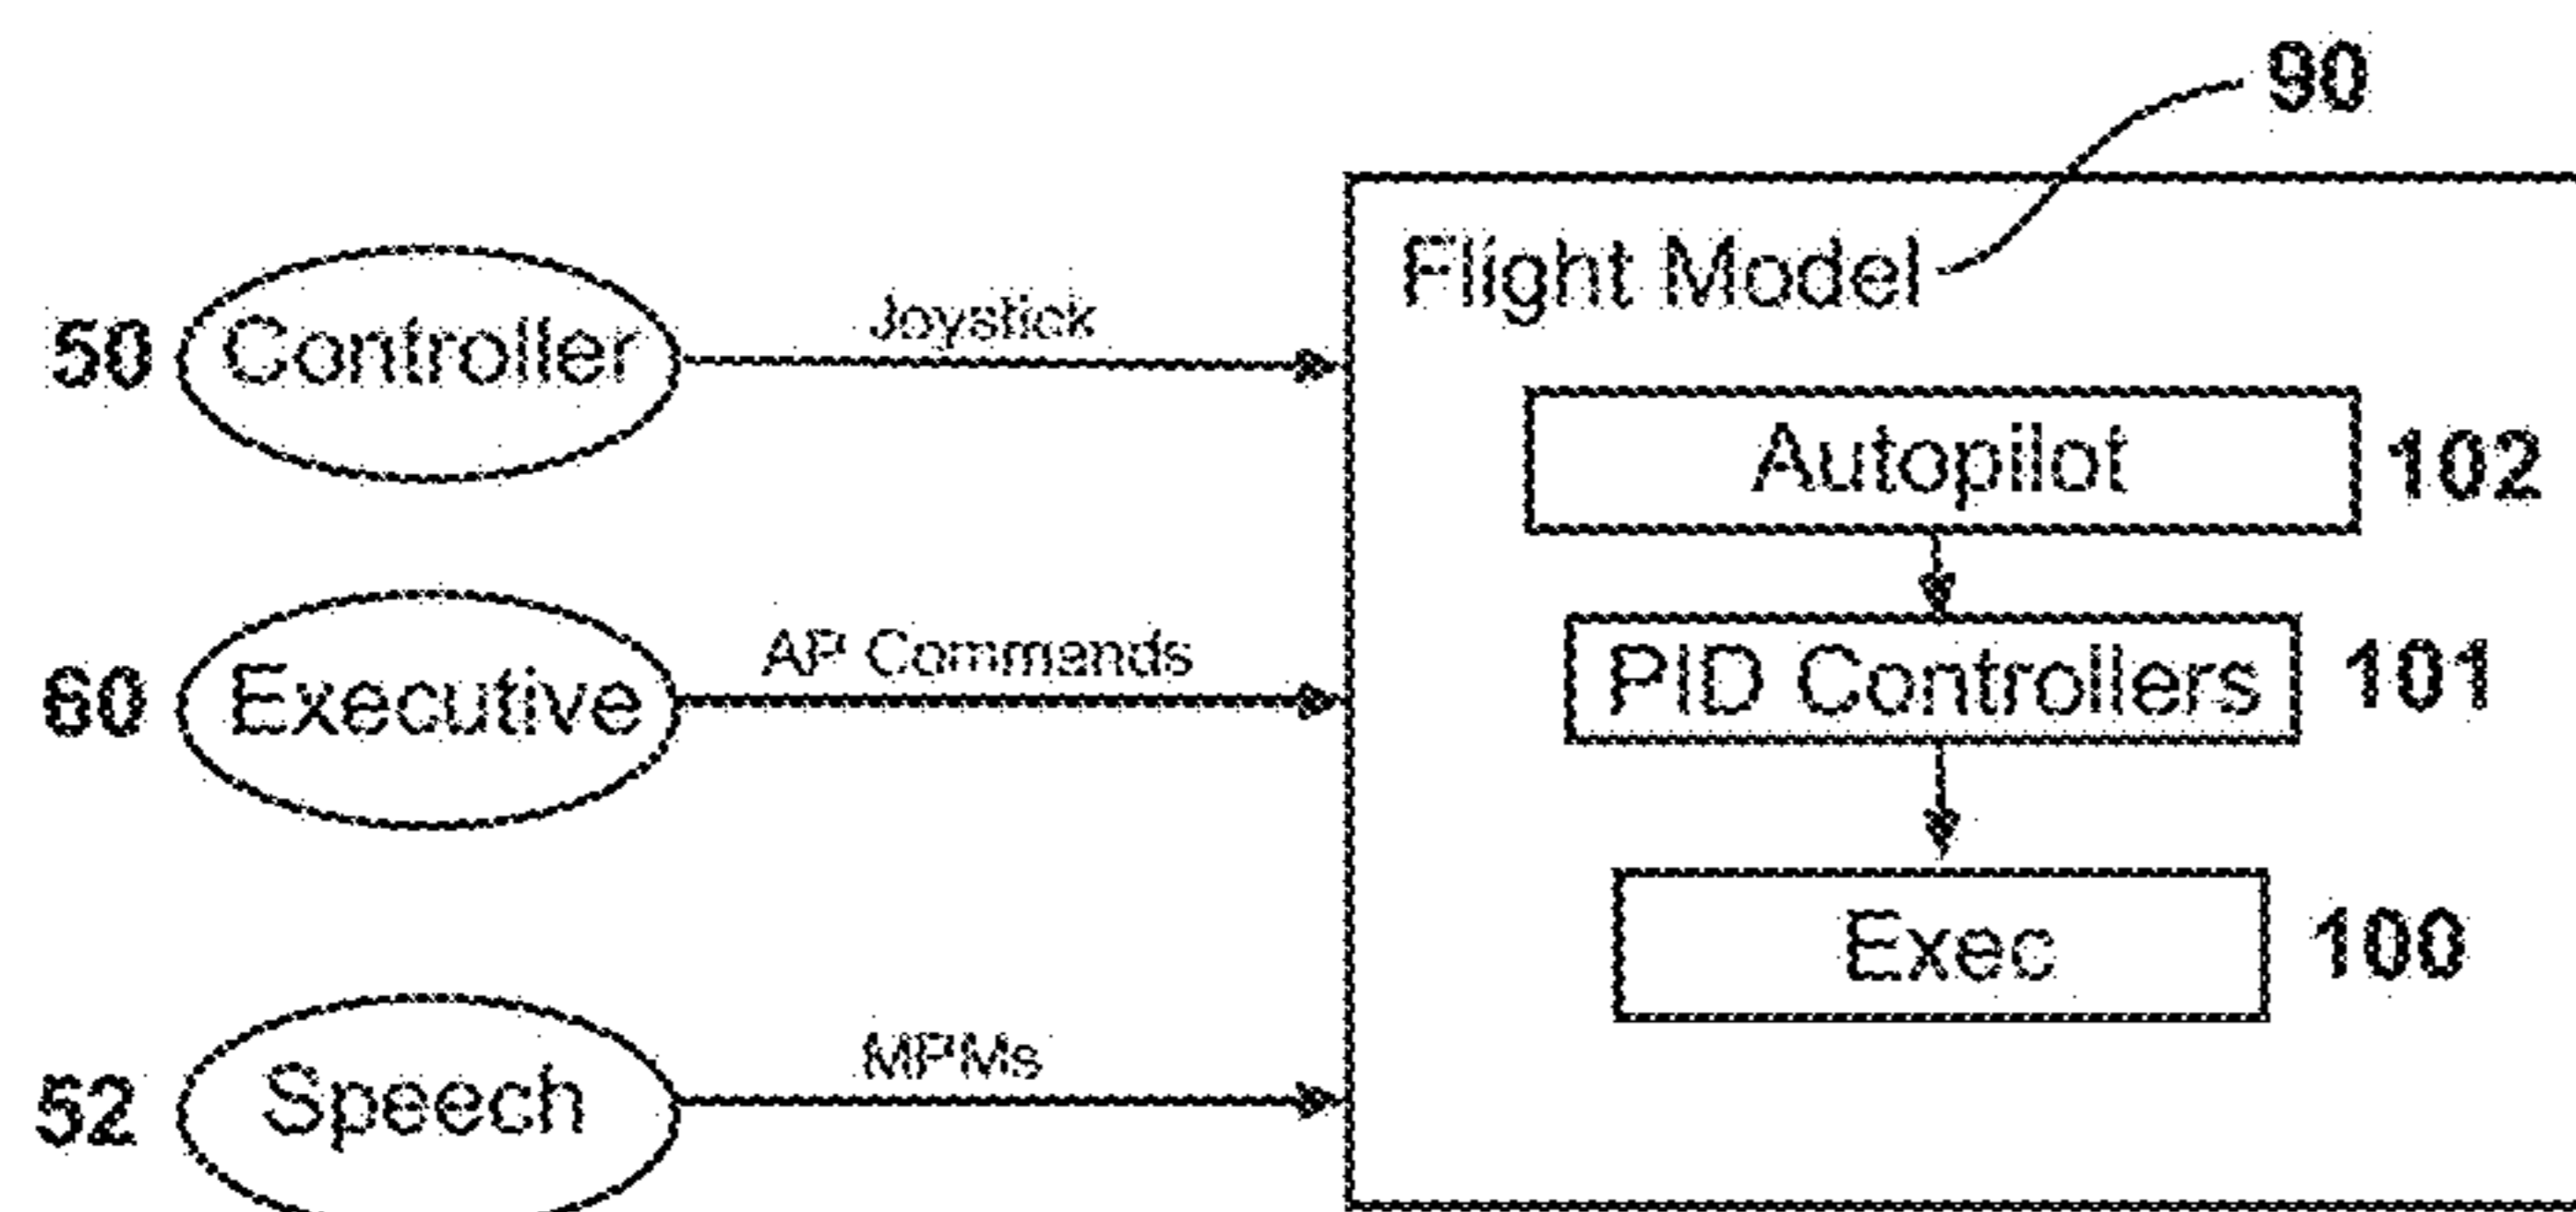 90
Flight Model
50 Controller
Joystick
Autopilot 102
60 Executive
AP Commands
PID Controllers 101
Exec 100
52 Speech
MPMs